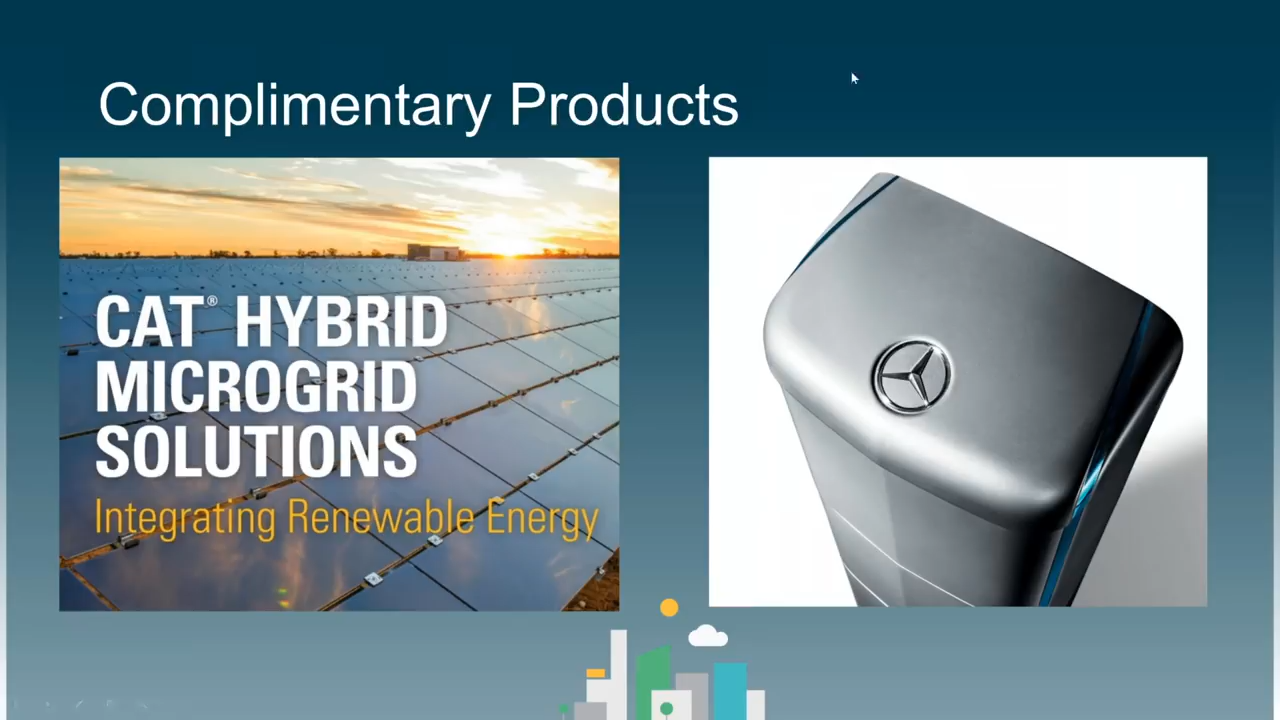 Complimentary Products
CAT® HYBRID
MICROGRID
SOLUTIONS
Integrating Renewable Energy